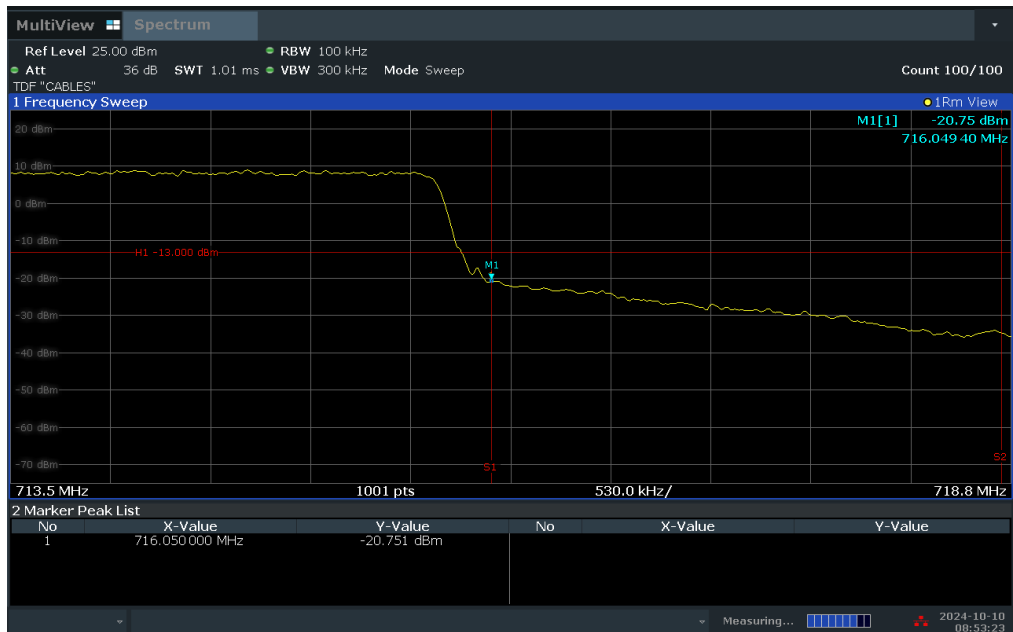 MultiView Spectrum
Ref Level 25.00 dBm RBW 100 kHz
Att 36 dB SWT 1.01 ms VBW 300 kHz Mode Sweep Count 100/100
TDF "CABLES"
1 Frequency Sweep 1Rm View
M1[1] -20.75 dBm
716.049 40 MHz
20 dBm
10 dBm
0 dBm
-10 dBm
H1 -13.000 dBm
M1
-20 dBm
-30 dBm
-40 dBm
-50 dBm
-60 dBm
S2
-70 dBm
S1
713.5 MHz 1001 pts 530.0 kHz/ 718.8 MHz
2 Marker Peak List
No X-Value Y-Value No X-Value Y-Value
1 716.050 000 MHz -20.751 dBm
Measuring... 2024-10-10
08:53:23